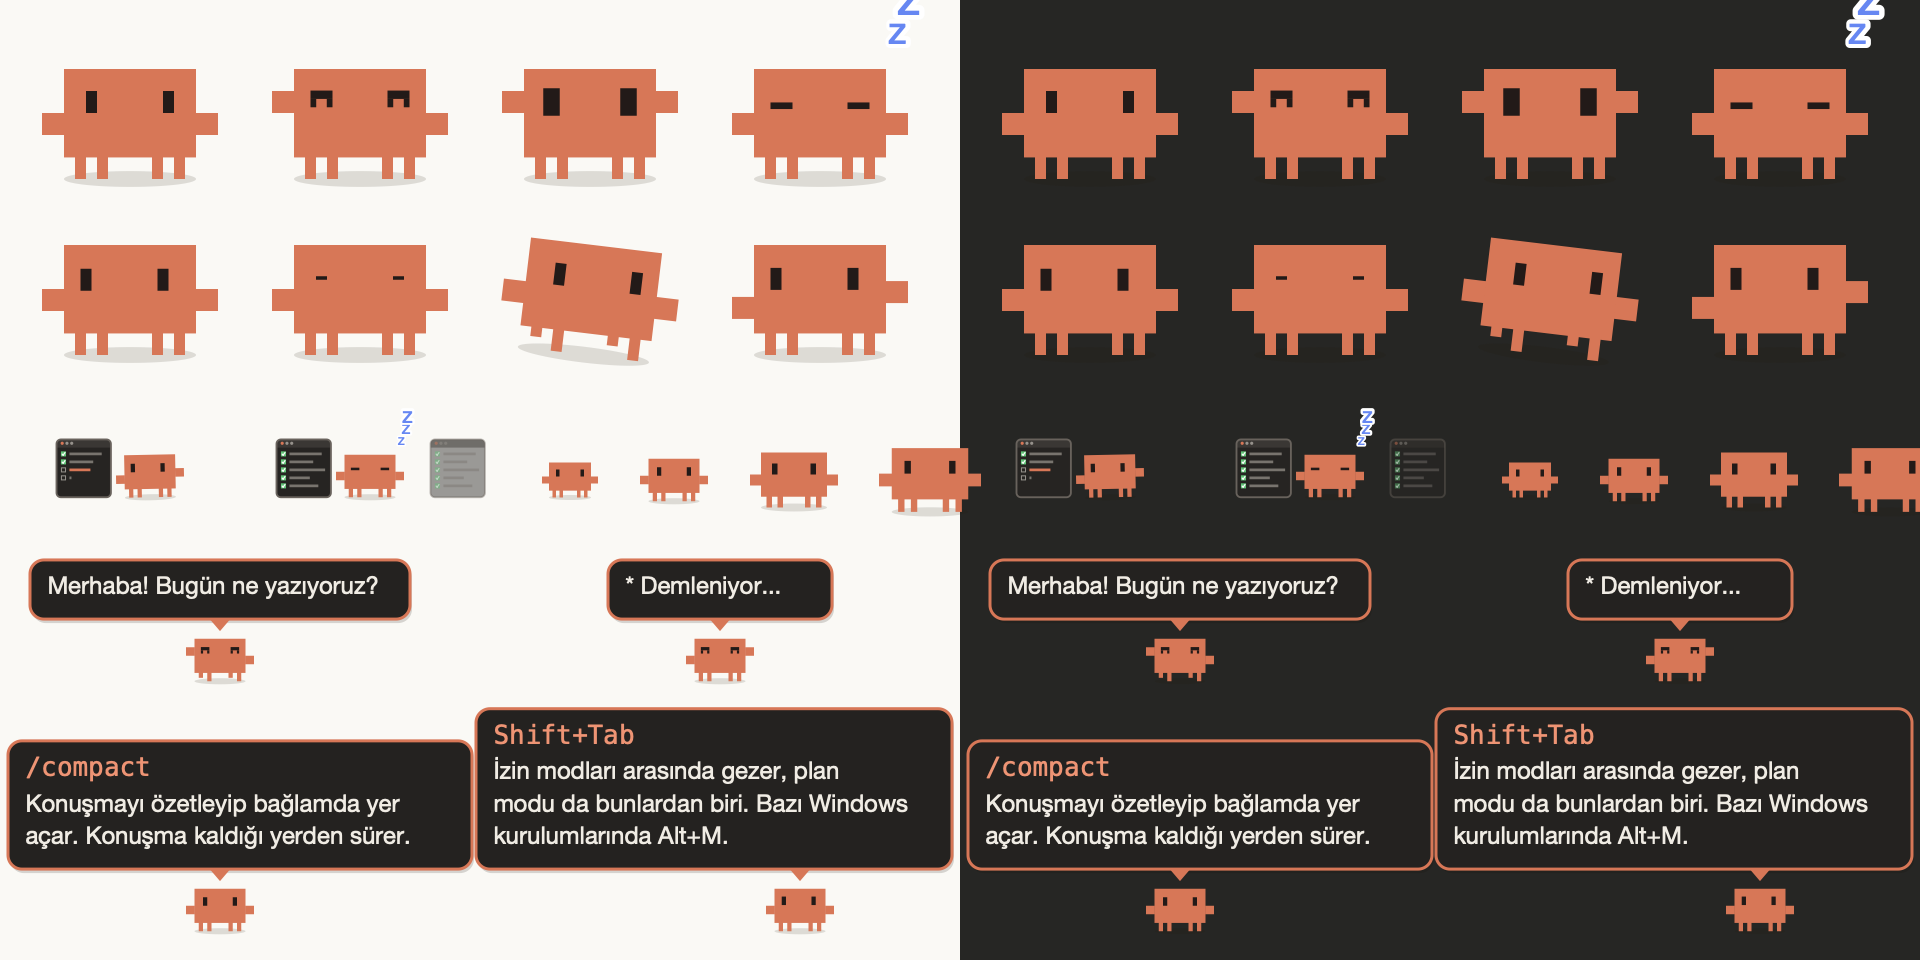 Z
Z
Z
Z
Z
Z
Z
Z
Z
Z
Merhaba! Bugün ne yazıyoruz?
* Demleniyor...
Merhaba! Bugün ne yazıyoruz?
* Demleniyor...
/compact
Konuşmayı özetleyip bağlamda yer
açar. Konuşma kaldığı yerden sürer.
Shift+Tab
İzin modları arasında gezer, plan
modu da bunlardan biri. Bazı Windows
kurulumlarında Alt+M.
/compact
Konuşmayı özetleyip bağlamda yer
açar. Konuşma kaldığı yerden sürer.
Shift+Tab
İzin modları arasında gezer, plan
modu da bunlardan biri. Bazı Windows
kurulumlarında Alt+M.